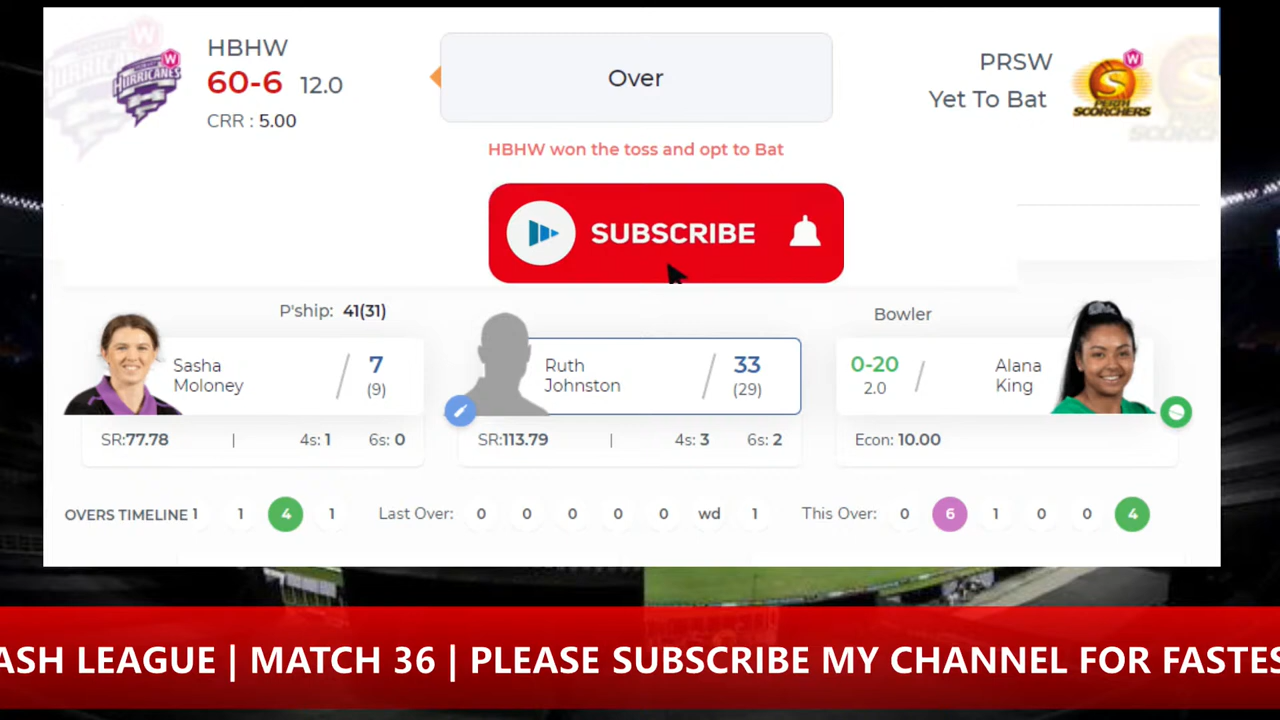 HBHW
60-6 12.0
CRR : 5.00
HURRICANES
W
Over
HBHW won the toss and opt to Bat
PRSW
Yet To Bat
W
PERTH
SCORCHERS
SUBSCRIBE
P'ship: 41(31)
Sasha
Moloney
7
(9)
SR:77.78 | 4s: 1 6s: 0
Ruth
Johnston
33
(29)
SR:113.79 | 4s: 3 6s: 2
Bowler
0-20
2.0
Alana
King
Econ: 10.00
OVERS TIMELINE 1 1 4 1 Last Over: 0 0 0 0 0 wd 1 This Over: 0 6 1 0 0 4
ASH LEAGUE | MATCH 36 | PLEASE SUBSCRIBE MY CHANNEL FOR FASTES